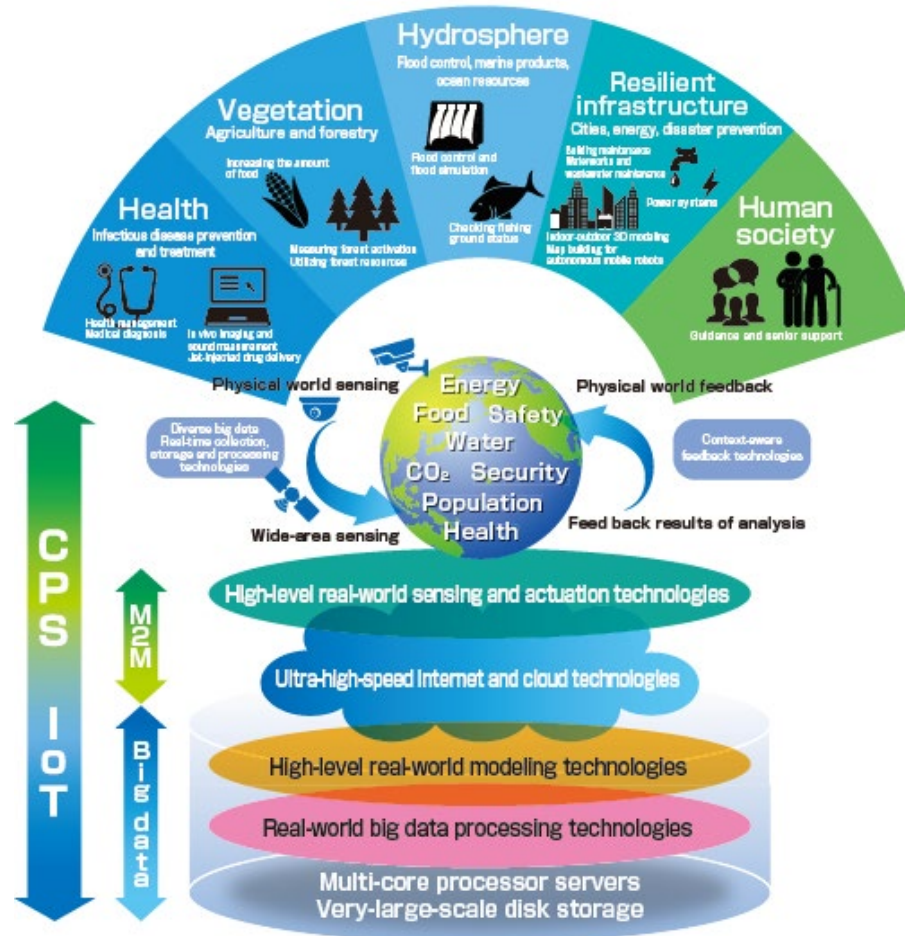 Hydrosphere
Flood control, marine products,
ocean resources
Flood control and
flood simulation
Checking fishing
ground status
Vegetation
Agriculture and forestry
Increasing the amount
of food
Measuring forest activation
Utilizing forest resources
Resilient
infrastructure
Cities, energy, disaster prevention
Building maintenance
Waterworks and
wastewater maintenance
Power systems
Indoor-outdoor 3D modeling
Map building for
autonomous mobile robots
Health
Infectious disease prevention
and treatment
Health management
Medical diagnosis
In vivo imaging and
sound measurement
Jet-injected drug delivery
Human
society
Guidance and senior support
Physical world sensing
Physical world feedback
Diverse big data
Real-time collection,
storage and processing
technologies
Energy
Food Safety
Water
CO₂ Security
Population
Health
Context-aware
feedback technologies
Wide-area sensing
Feed back results of analysis
CPS IoT
M2M
Big data
High-level real-world sensing and actuation technologies
Ultra-high-speed internet and cloud technologies
High-level real-world modeling technologies
Real-world big data processing technologies
Multi-core processor servers
Very-large-scale disk storage